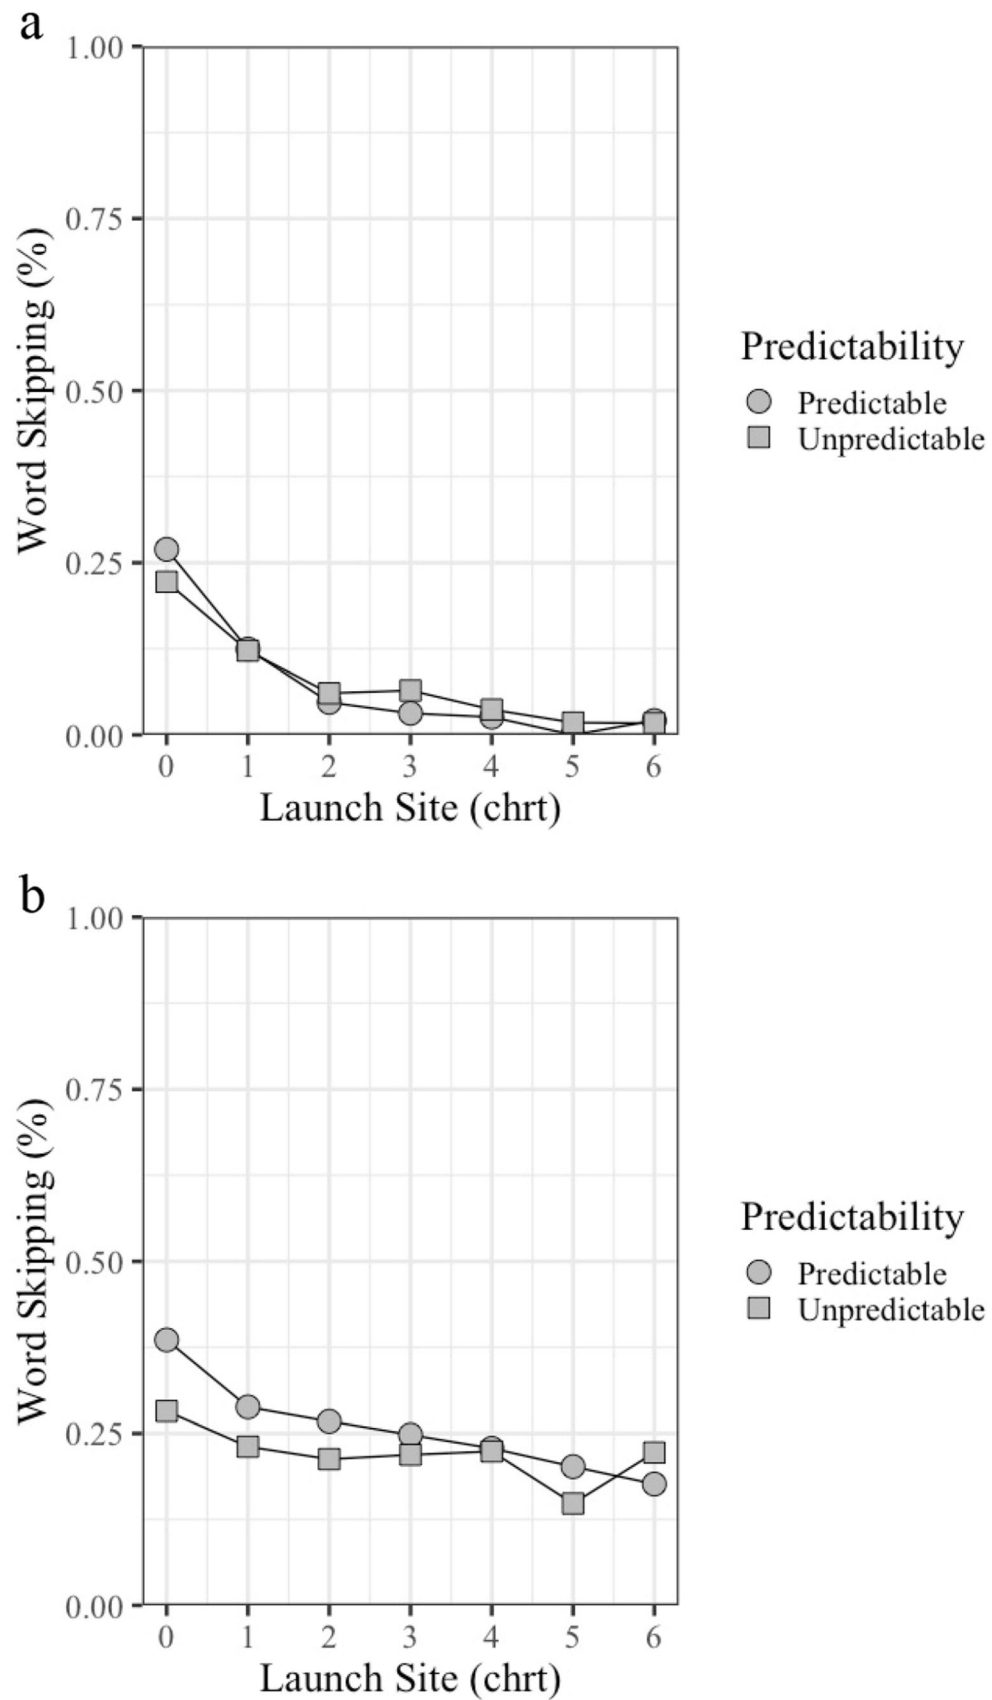 a
Word Skipping (%)
1.00
0.75
0.50
0.25
0.00
0 1 2 3 4 5 6
Launch Site (chrt)
Predictability
Predictable
Unpredictable
b
Word Skipping (%)
1.00
0.75
0.50
0.25
0.00
0 1 2 3 4 5 6
Launch Site (chrt)
Predictability
Predictable
Unpredictable